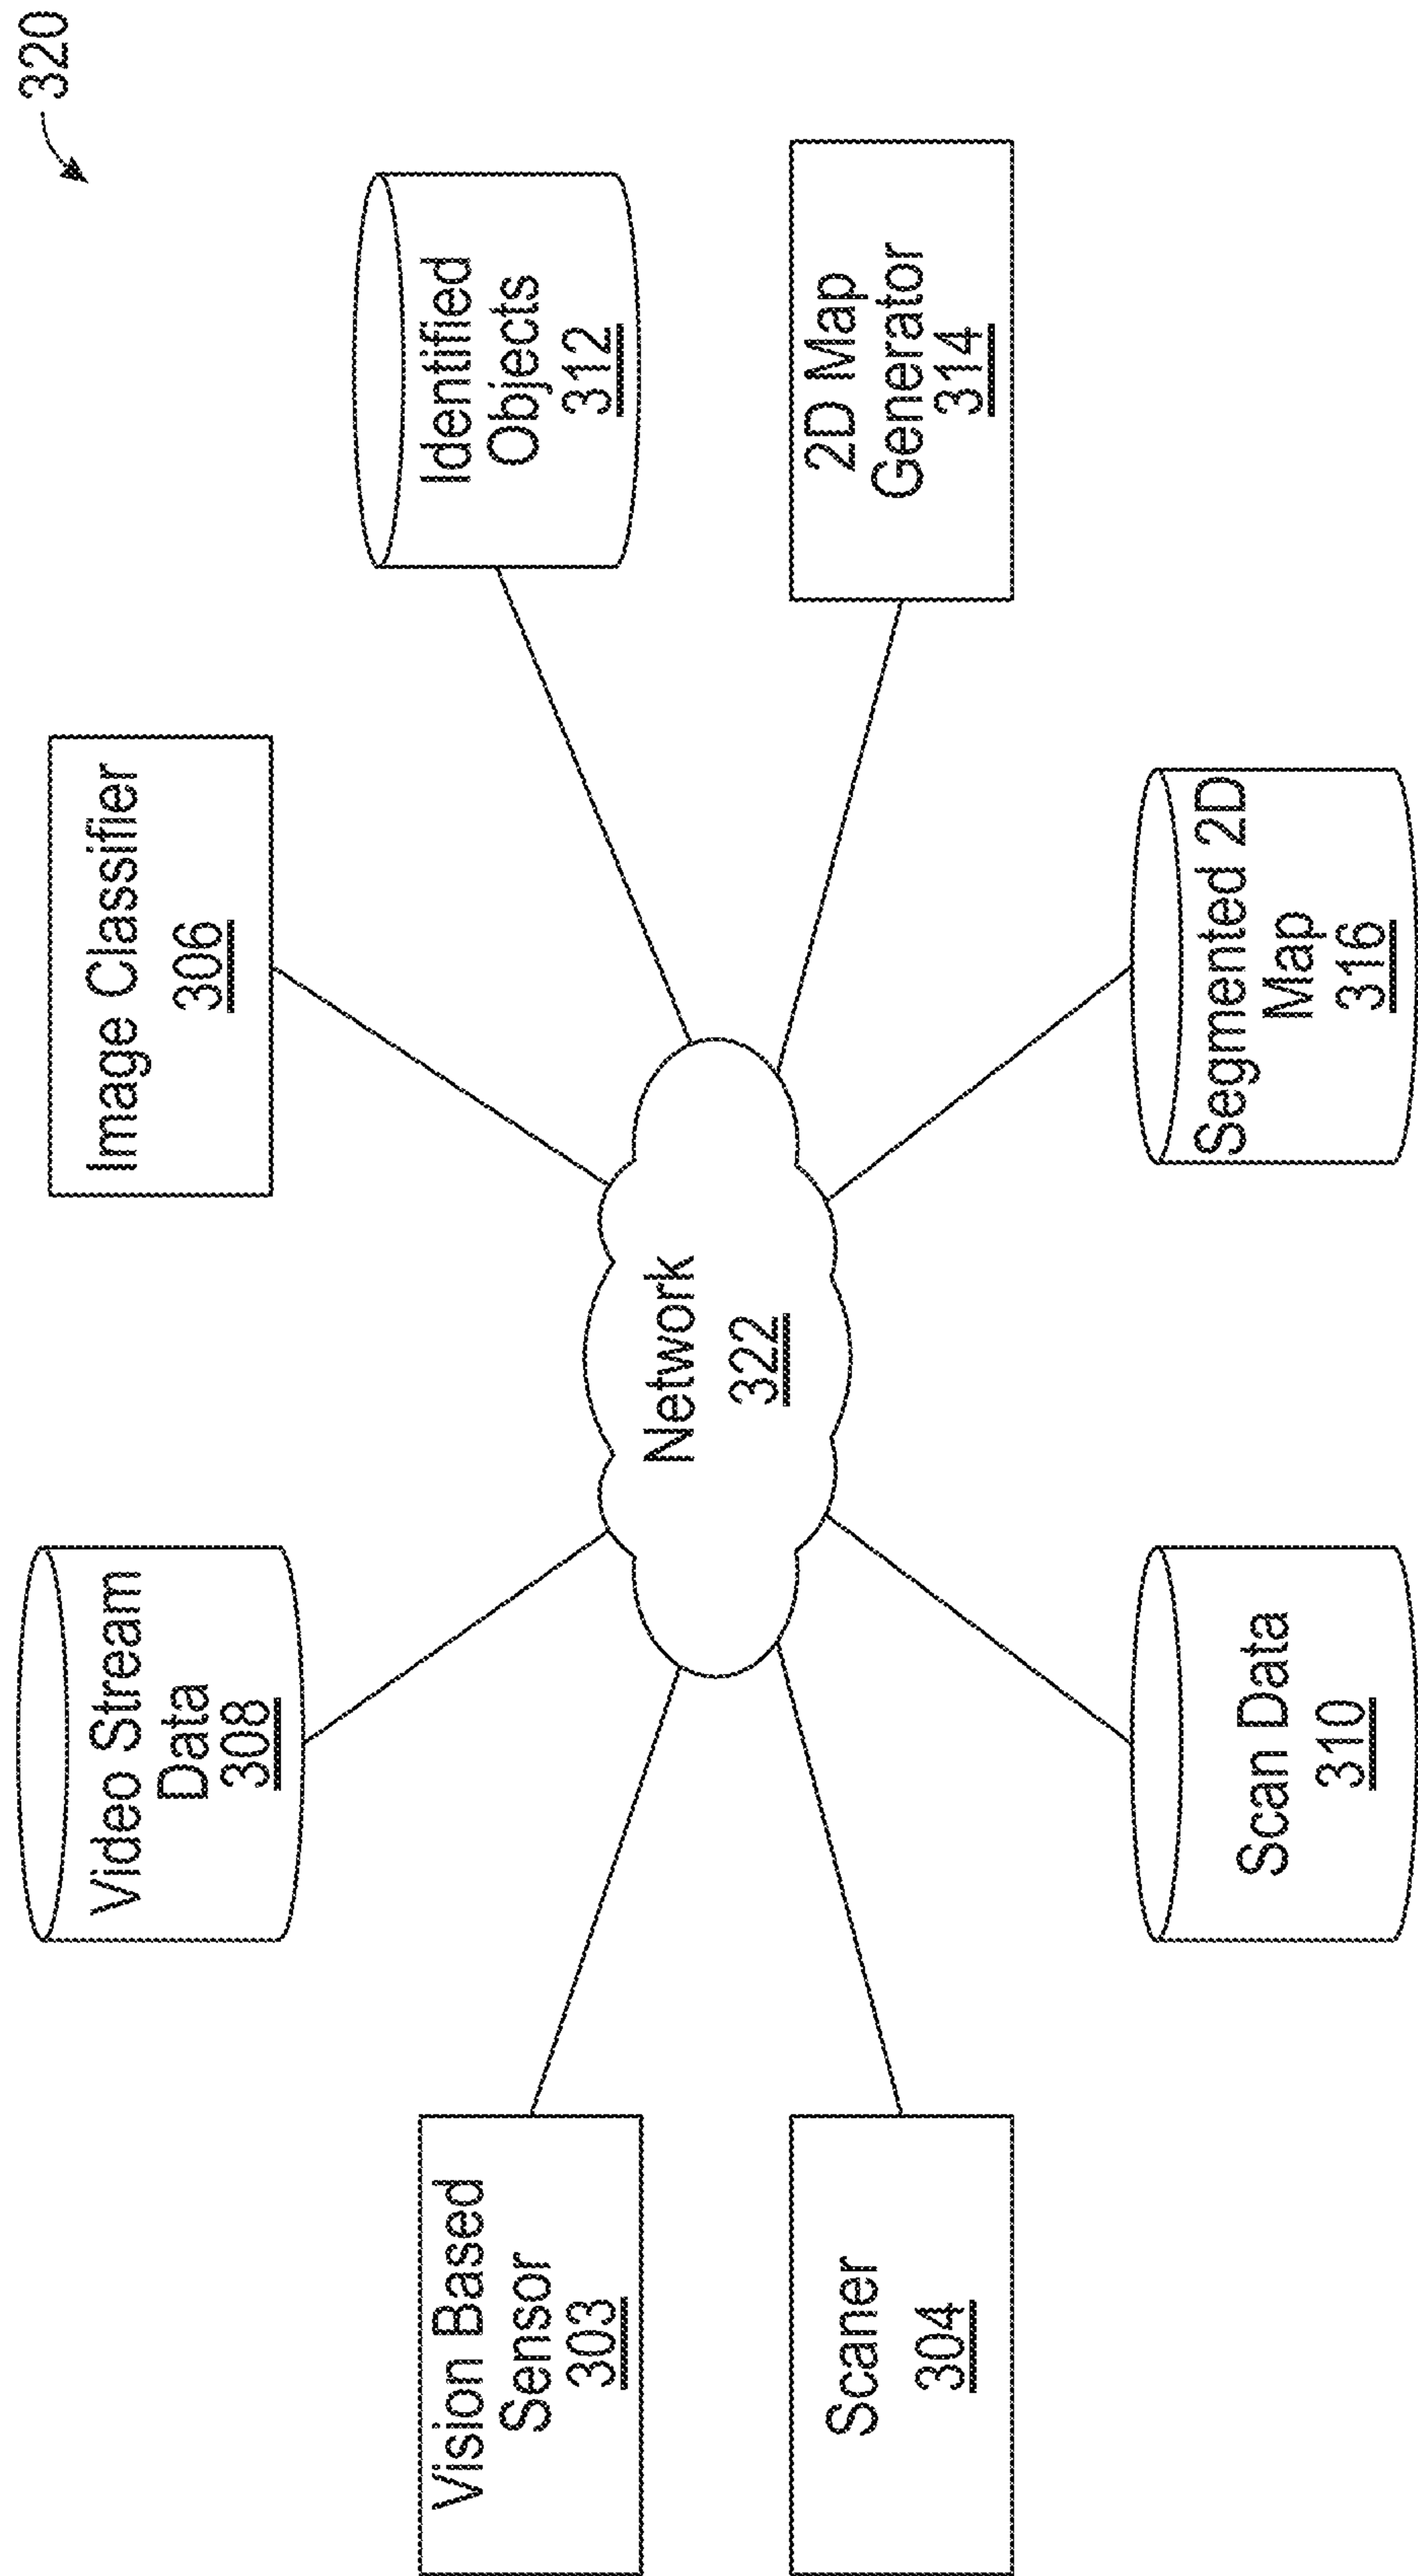 320
Video Stream
Data
308
Image Classifier
306
Vision Based
Sensor
303
Identified
Objects
312
Network
322
Scaner
304
2D Map
Generator
314
Scan Data
310
Segmented 2D
Map
316